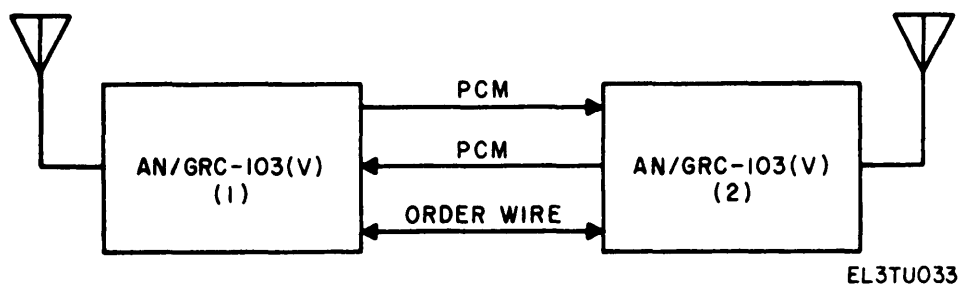 PCM
AN/GRC-103(V)
(1)
PCM
AN/GRC-103(V)
(2)
ORDER WIRE
EL3TU033